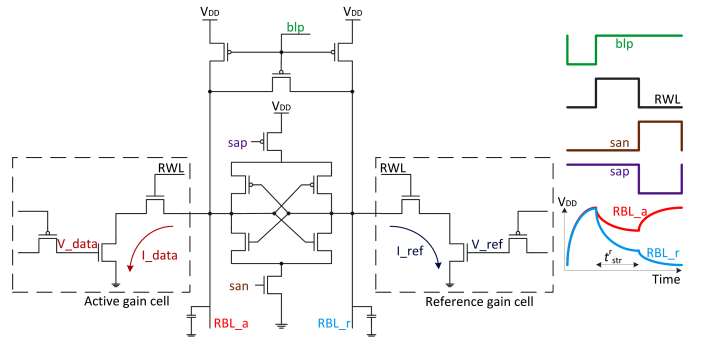 VDD
VDD
blp
VDD
sap
RWL
V_data
I_data
Active gain cell
san
RBL_a
RBL_r
RWL
I_ref
V_ref
Reference gain cell
blp
RWL
san
sap
VDD
RBL_a
RBL_r
t^r_str
Time